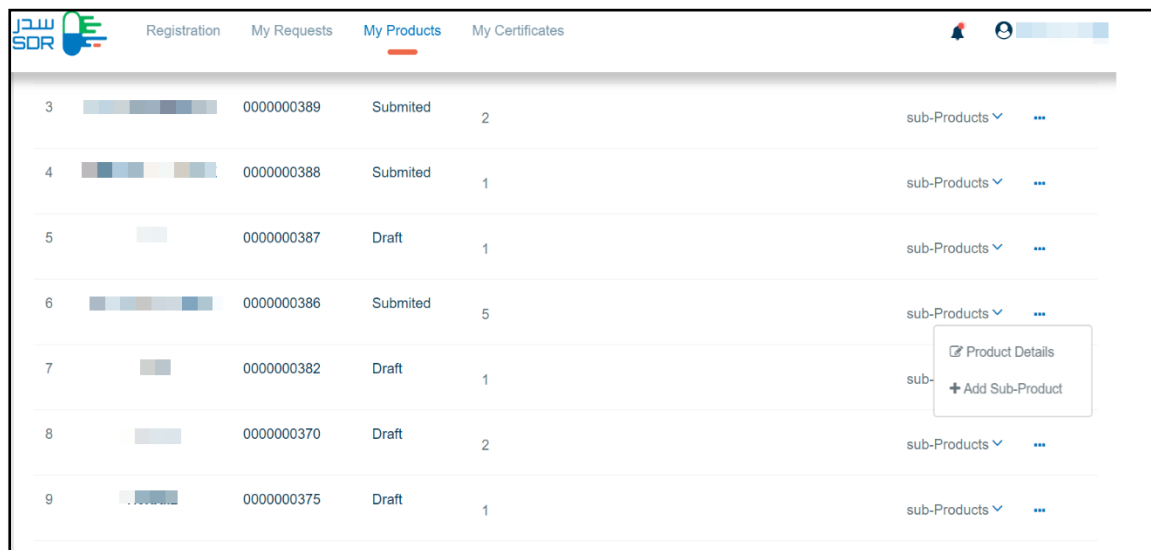 سدر
SDR
Registration My Requests My Products My Certificates
3 0000000389 Submited 2 sub-Products
4 0000000388 Submited 1 sub-Products
5 0000000387 Draft 1 sub-Products
6 0000000386 Submited 5 sub-Products
Product Details
7 0000000382 Draft 1 sub-
Add Sub-Product
8 0000000370 Draft 2 sub-Products
9 0000000375 Draft 1 sub-Products